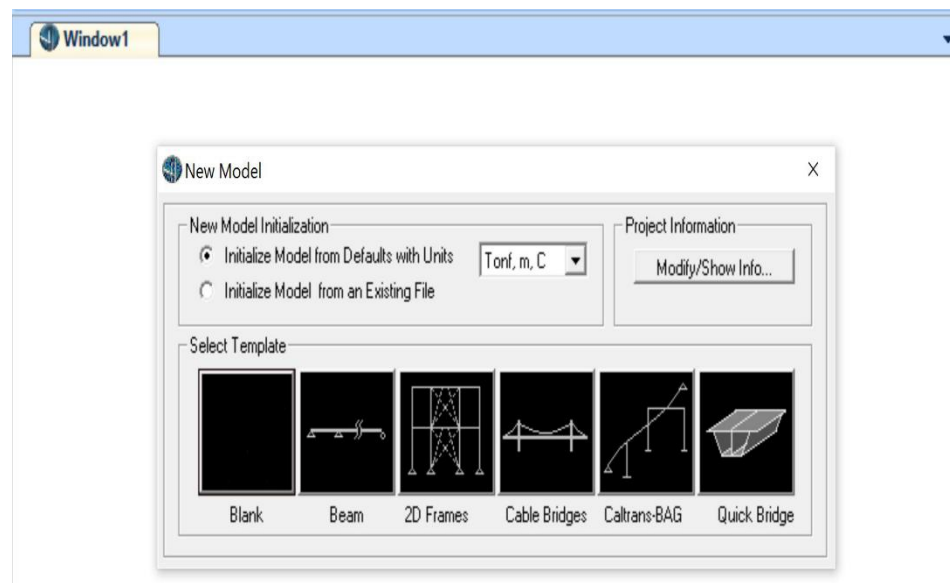 Window1
New Model
X
New Model Initialization
Project Information
Initialize Model from Defaults with Units
Tonf, m, C
Modify/Show Info...
Initialize Model from an Existing File
Select Template
Blank
Beam
2D Frames
Cable Bridges
Caltrans-BAG
Quick Bridge